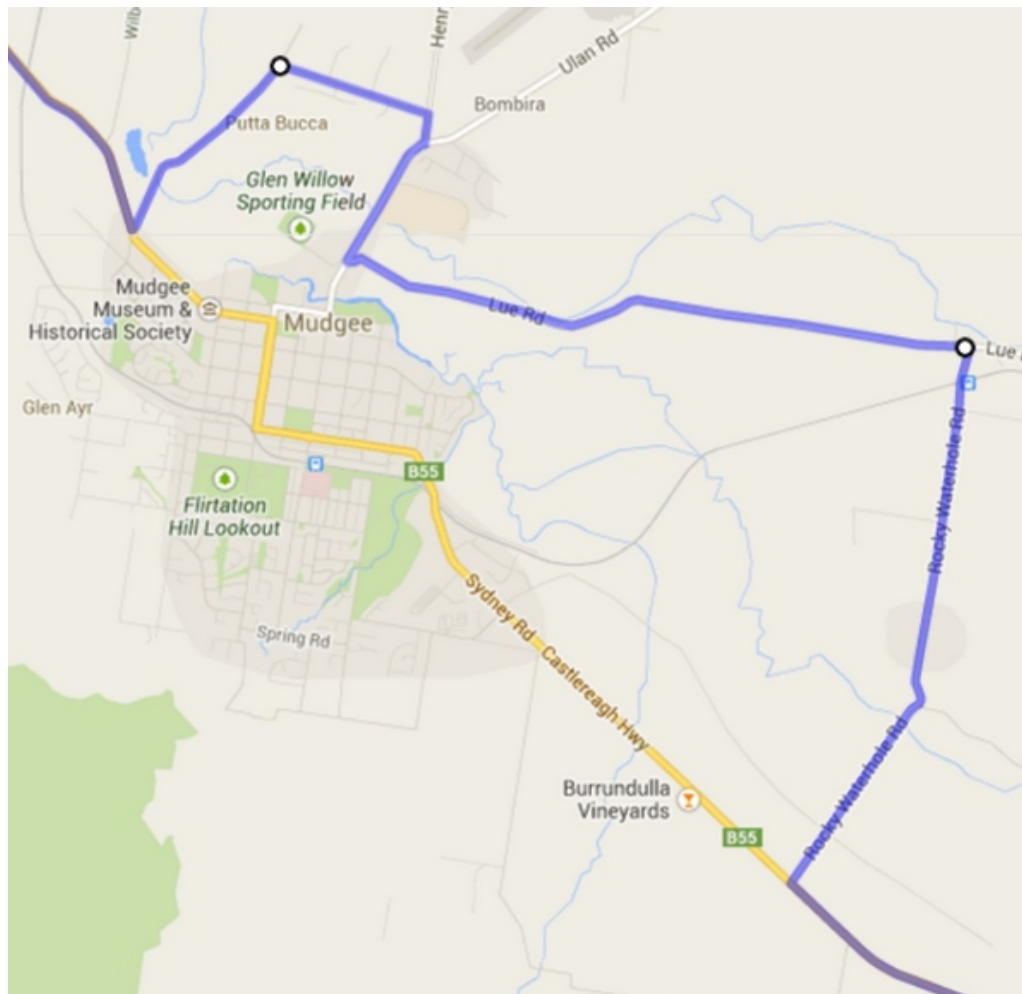 Wilb
Henr
Ulan Rd
Bombira
Putta Bucca
Glen Willow
Sporting Field
Mudgee
Museum &
Historical Society
Mudgee
Lue Rd
Lue
Glen Ayr
B55
Flirtation
Hill Lookout
Rocky Waterhole Rd
Sydney Rd
Castlereagh Hwy
Spring Rd
Rocky Waterhole Rd
Burrundulla
Vineyards
B55